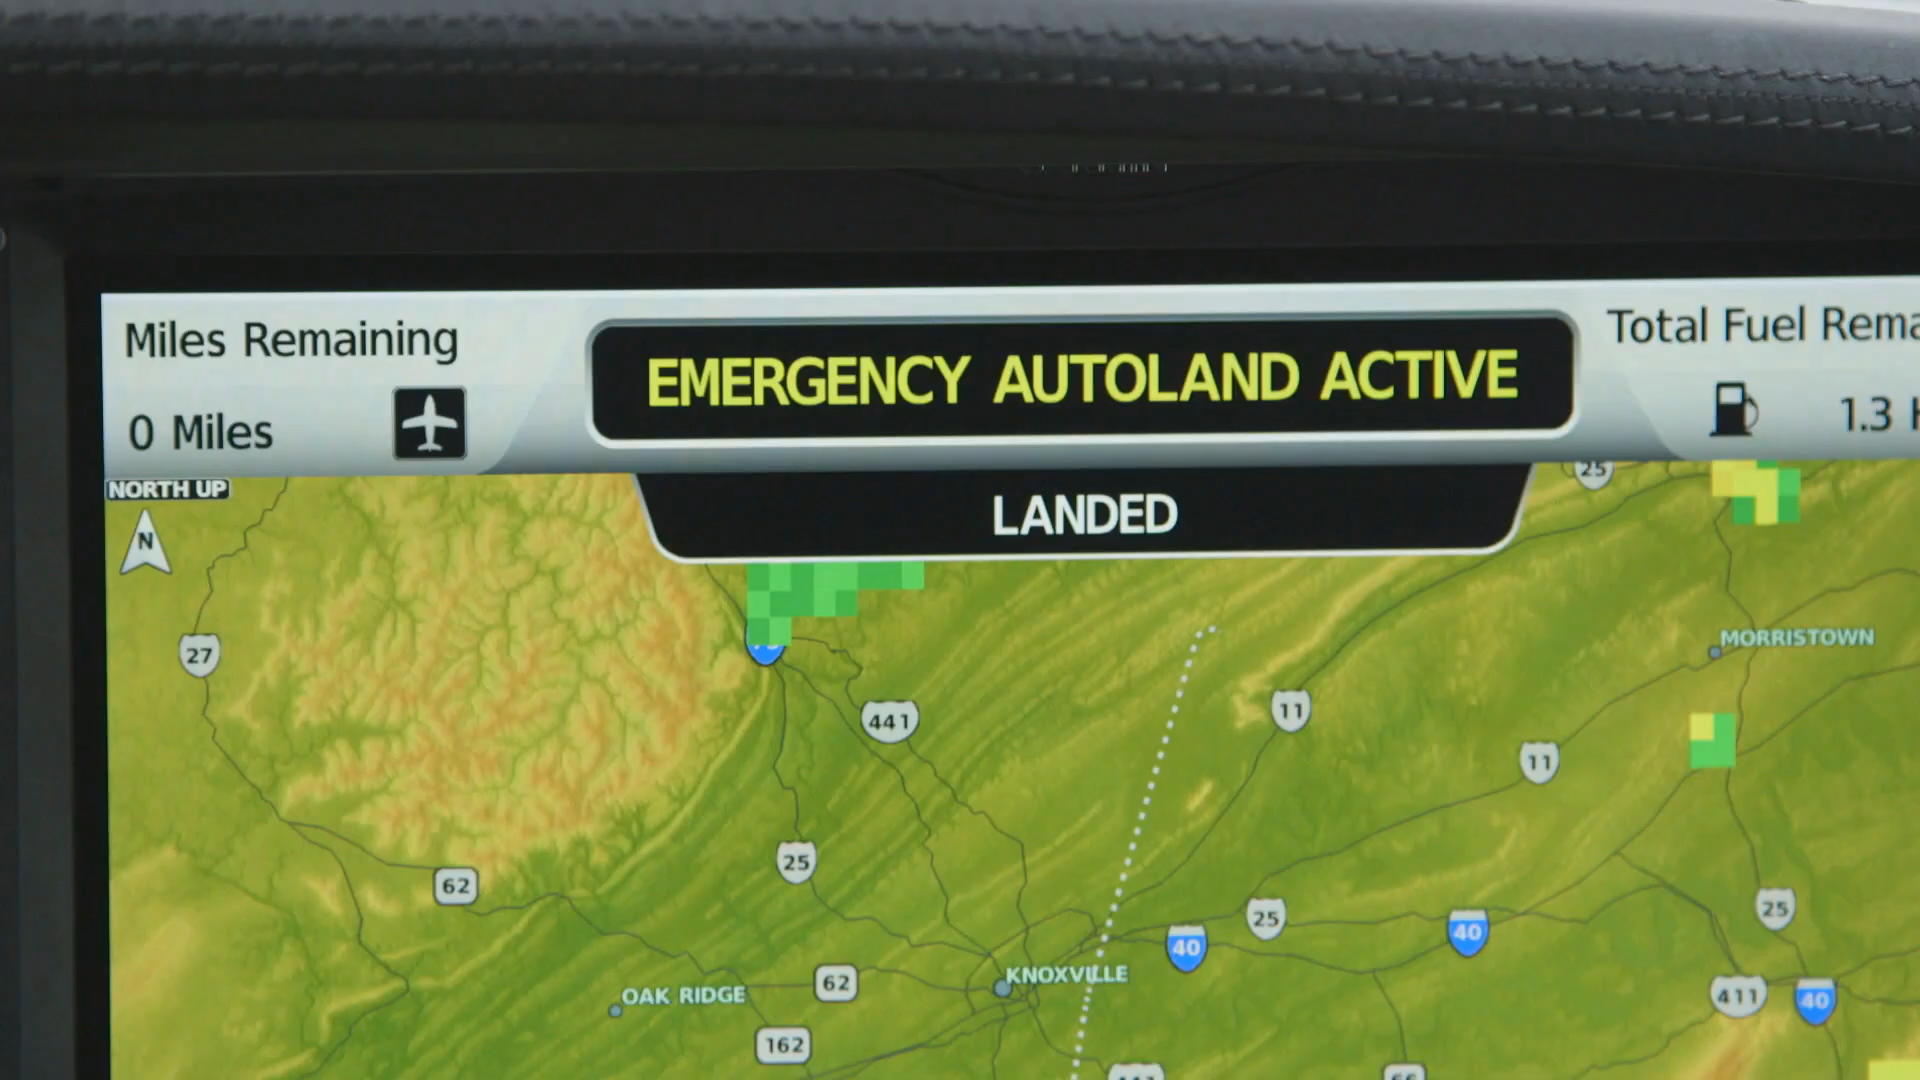 Miles Remaining
0 Miles
EMERGENCY AUTOLAND ACTIVE
Total Fuel
1.3
LANDED
NORTH UP
N
25
27
441
11
MORRISTOWN
11
25
62
25
40
40
25
KNOXVILLE
OAK RIDGE
62
411
40
162